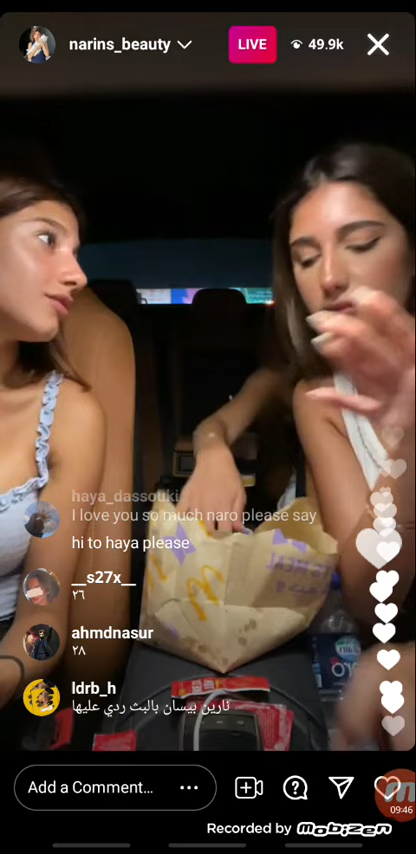 narins_beauty
LIVE
49.9k
haya_dassouki
I love you so much naro please say
hi to haya please
__s27x__
٢٦
ahmdnasur
٢٨
ldrb_h
نارين بيسان بالبث ردي عليها
Add a Comment...
Recorded by Mobizen
09:46